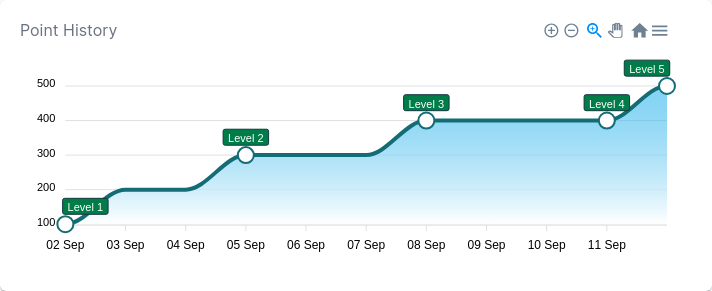 Point History
Level 5
500
Level 3
Level 4
400
Level 2
300
200
Level 1
100
02 Sep 03 Sep 04 Sep 05 Sep 06 Sep 07 Sep 08 Sep 09 Sep 10 Sep 11 Sep